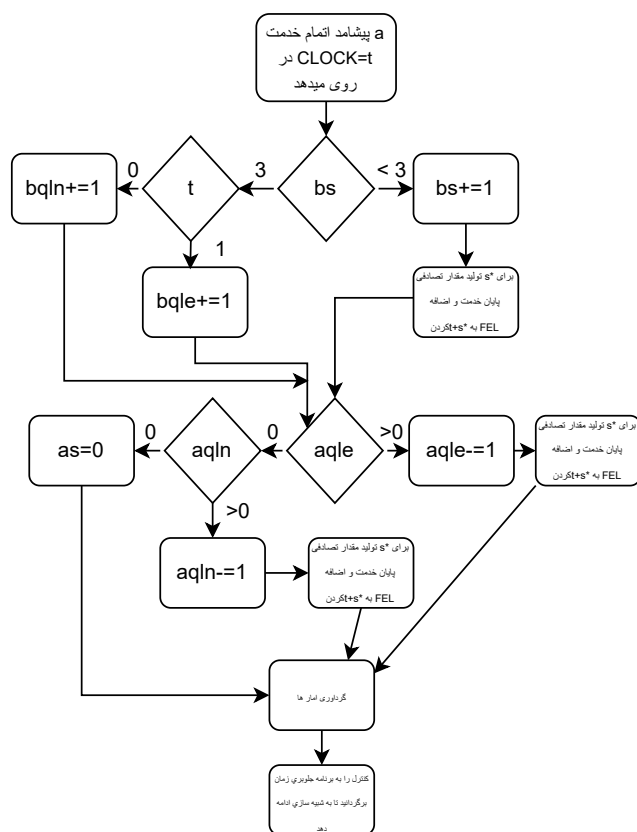 a پیشامد اتمام خدمت
در CLOCK=t
روی میدهد
bs
3
< 3
t
0
1
bqln+=1
bs+=1
bqle+=1
برای s* تولید مقدار تصادفی
پایان خدمت و اضافه
کردنt+s* به FEL
aqle
0
>0
aqln
0
>0
as=0
aqle-=1
برای s* تولید مقدار تصادفی
پایان خدمت و اضافه
کردنt+s* به FEL
aqln-=1
برای s* تولید مقدار تصادفی
پایان خدمت و اضافه
کردنt+s* به FEL
گرداوری امار ها
کنترل را به برنامه جلوبري زمان
برگردانید تا به شبیه سازي ادامه
دهد